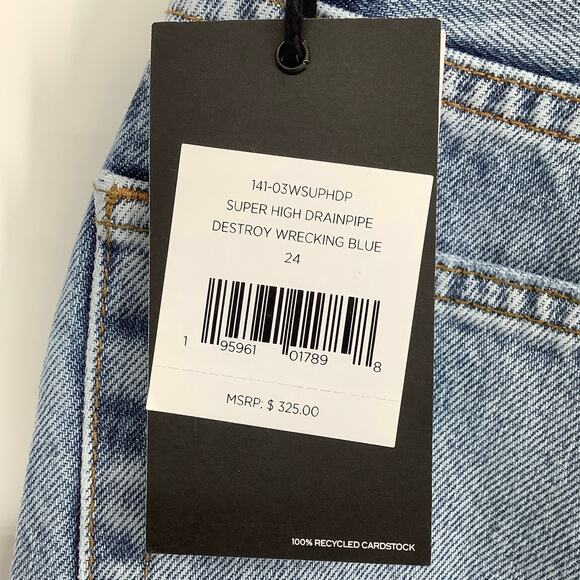 141-03WSUPHDP
SUPER HIGH DRAINPIPE
DESTROY WRECKING BLUE
24
1 95961 01789 8
MSRP: $ 325.00
100% RECYCLED CARDSTOCK